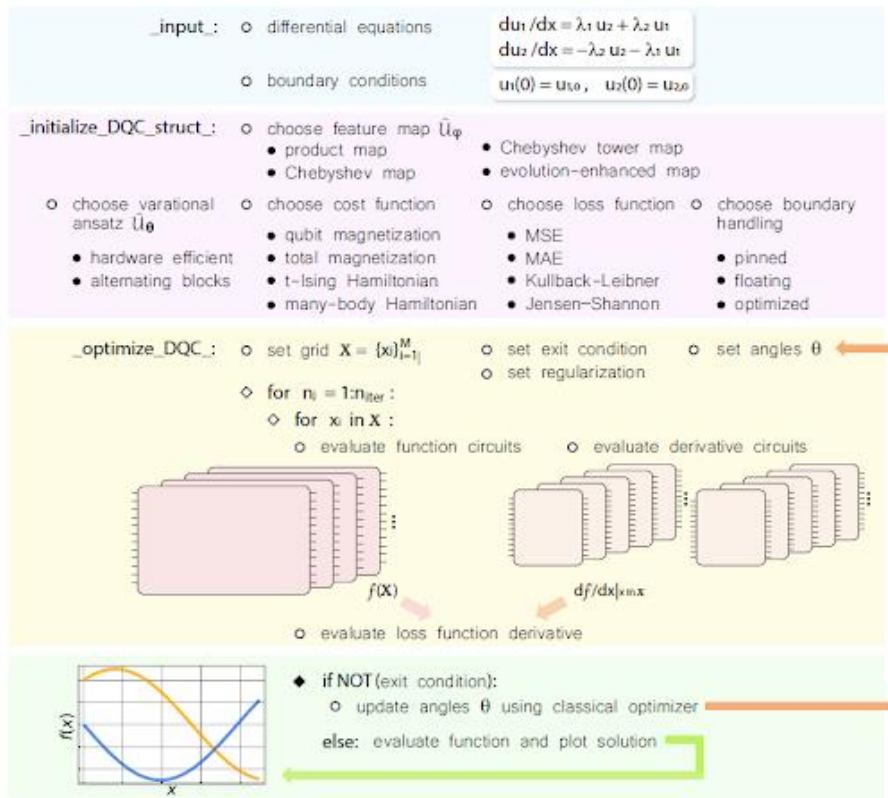 _input_: o differential equations du₁/dx = λ₁ u₂ + λ₂ u₁
du₂/dx = −λ₂ u₂ − λ₁ u₁
o boundary conditions u₁(0) = u₁,₀ , u₂(0) = u₂,₀
_initialize_DQC_struct_: o choose feature map Ûφ
• product map • Chebyshev tower map
• Chebyshev map • evolution-enhanced map
o choose varational ansatz Ûθ
• hardware efficient
• alternating blocks
o choose cost function
• qubit magnetization
• total magnetization
• t-Ising Hamiltonian
• many-body Hamiltonian
o choose loss function
• MSE
• MAE
• Kullback-Leibner
• Jensen-Shannon
o choose boundary handling
• pinned
• floating
• optimized
_optimize_DQC_: o set grid X = {xi}ᴹi=1| o set exit condition o set angles θ
o set regularization
◇ for nᵢ = 1:nᵢₜₑᵣ :
◇ for xᵢ in X :
o evaluate function circuits o evaluate derivative circuits
f(X) df/dx|x in X
o evaluate loss function derivative
◆ if NOT(exit condition):
o update angles θ using classical optimizer
else: evaluate function and plot solution
f(x)
x